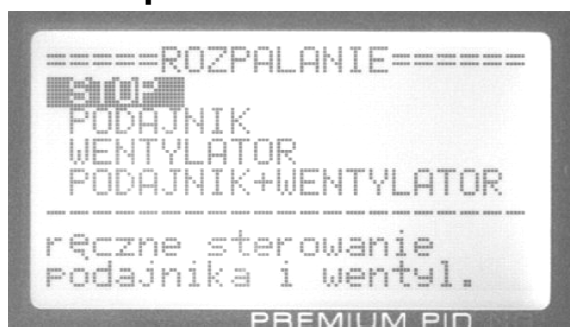 =====ROZPALANIE======
STOP
PODAJNIK
WENTYLATOR
PODAJNIK+WENTYLATOR
---------------------
ręczne sterowanie
podajnika i wentyl.
PREMIUM PID